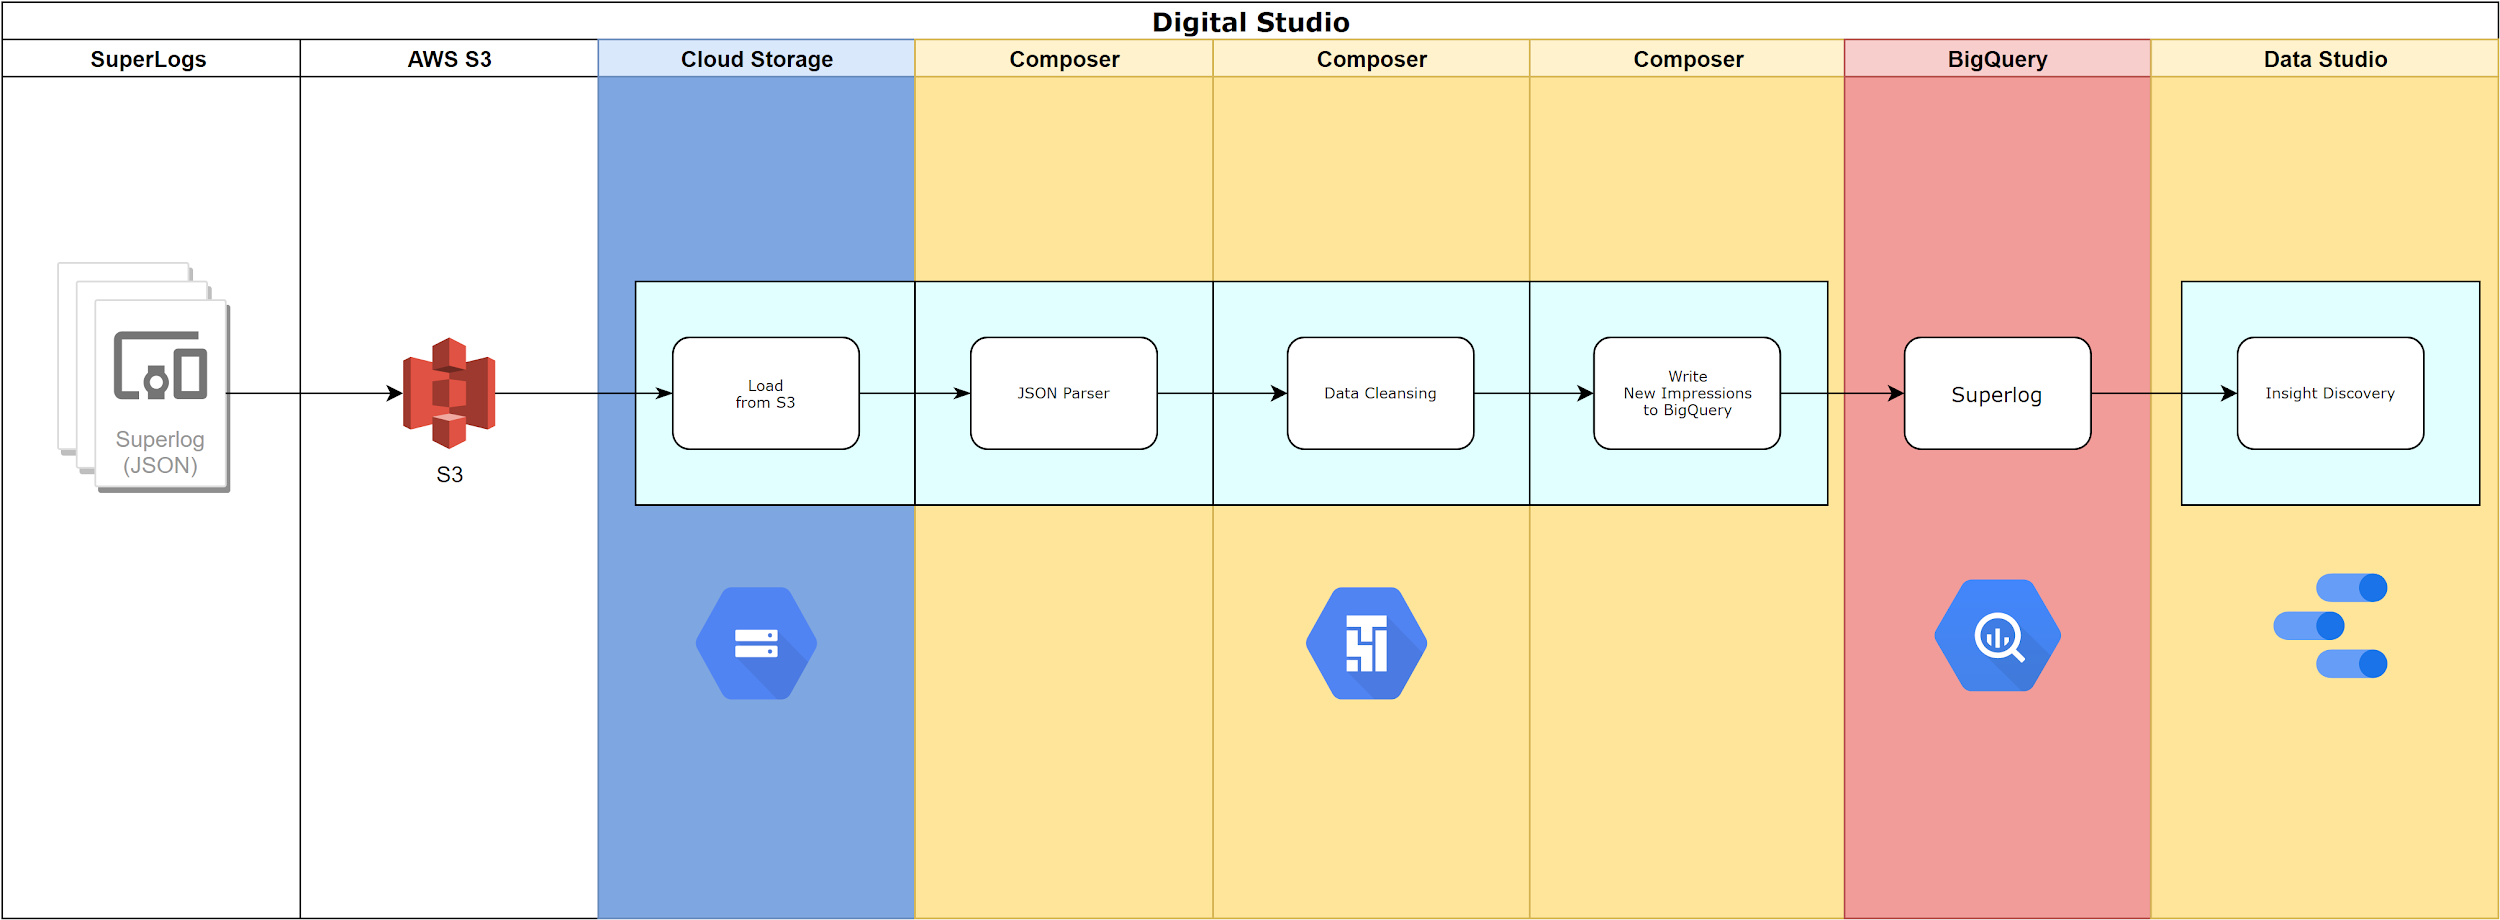 Digital Studio
SuperLogs
AWS S3
Cloud Storage
Composer
Composer
Composer
BigQuery
Data Studio
Superlog
(JSON)
S3
Load
from S3
JSON Parser
Data Cleansing
Write
New Impressions
to BigQuery
Superlog
Insight Discovery